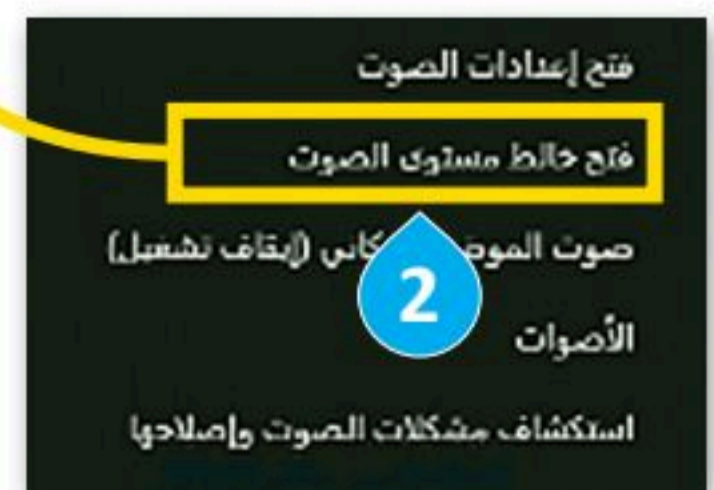 فتح إعدادات الصوت
فتح خالط مستوى الصوت
صوت (إيقاف تشغيل)
2
الأصوات
استكشاف مشكلات الصوت وإصلاحها